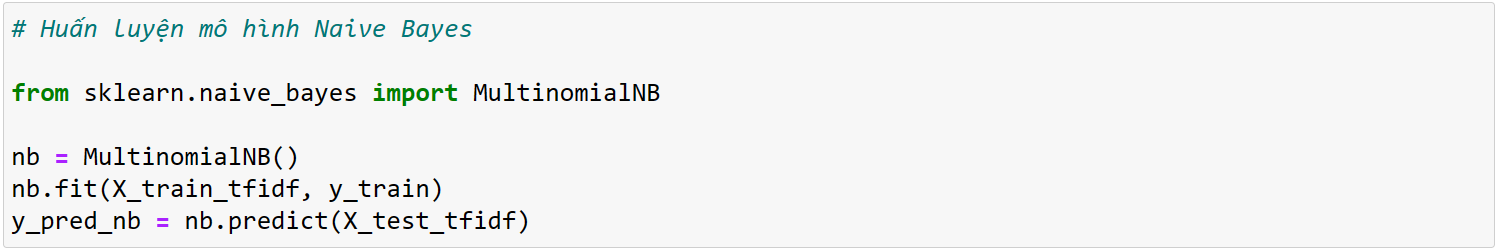 # Huấn luyện mô hình Naive Bayes
from sklearn.naive_bayes import MultinomialNB
nb = MultinomialNB()
nb.fit(X_train_tfidf, y_train)
y_pred_nb = nb.predict(X_test_tfidf)